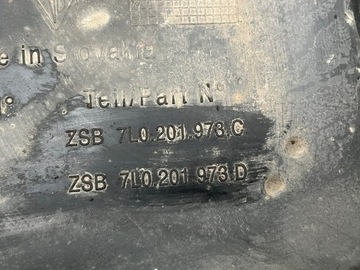 e in Slovakia
Teil/Part N°
ZSB 7L0.201.973.C
ZSB 7L0.201 973 D